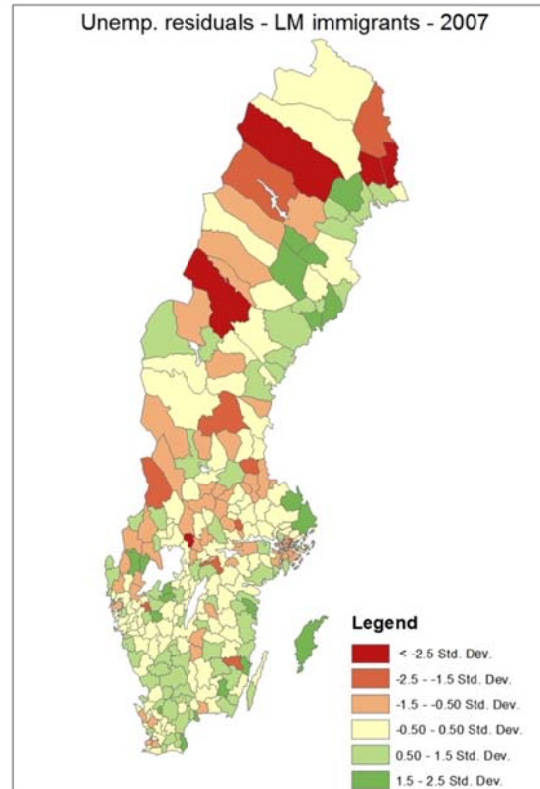 Unemp. residuals - LM immigrants - 2007
Legend
< -2.5 Std. Dev.
-2.5 - -1.5 Std. Dev.
-1.5 - -0.50 Std. Dev.
-0.50 - 0.50 Std. Dev.
0.50 - 1.5 Std. Dev.
1.5 - 2.5 Std. Dev.